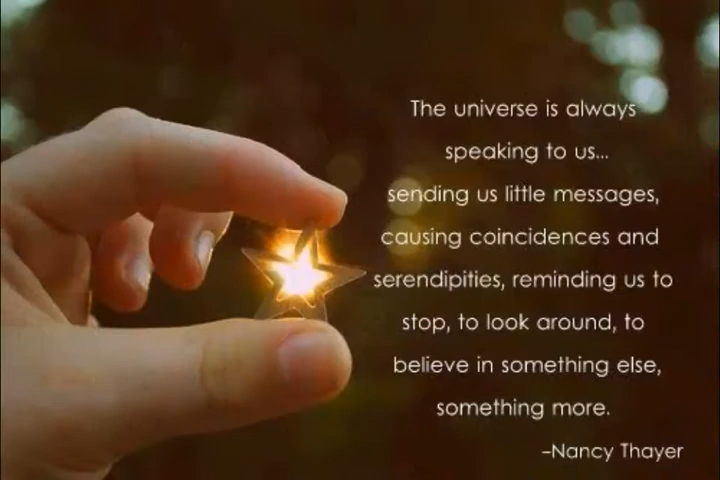 The universe is always
speaking to us...
sending us little messages,
causing coincidences and
serendipities, reminding us to
stop, to look around, to
believe in something else,
something more.
–Nancy Thayer